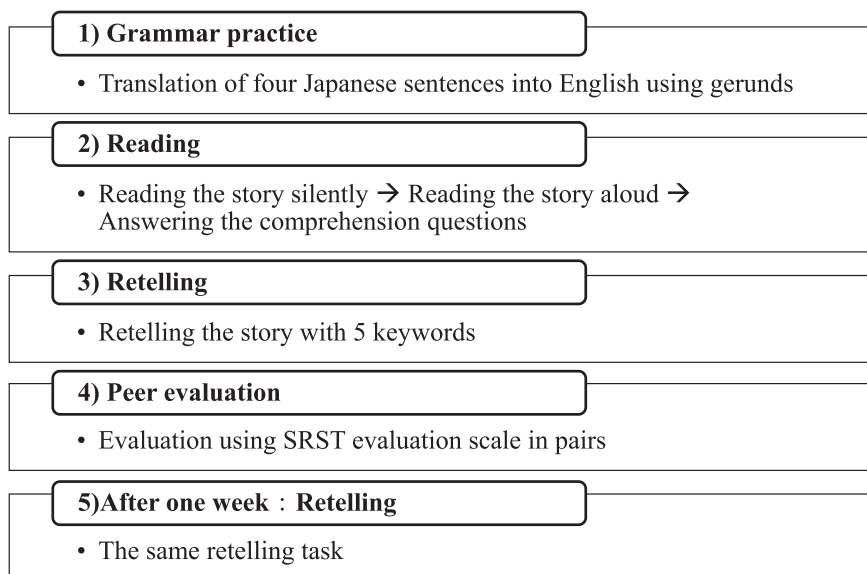 1) Grammar practice
• Translation of four Japanese sentences into English using gerunds
2) Reading
• Reading the story silently → Reading the story aloud →
Answering the comprehension questions
3) Retelling
• Retelling the story with 5 keywords
4) Peer evaluation
• Evaluation using SRST evaluation scale in pairs
5)After one week：Retelling
• The same retelling task